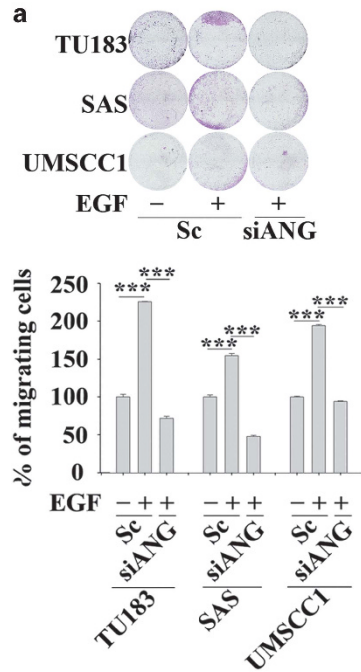 a
TU183
SAS
UMSCC1
EGF − + +
Sc siANG
% of migrating cells
250
200
150
100
50
0
*** *** *** *** *** ***
EGF − + + − + + − + +
Sc siANG Sc siANG Sc siANG
TU183 SAS UMSCC1